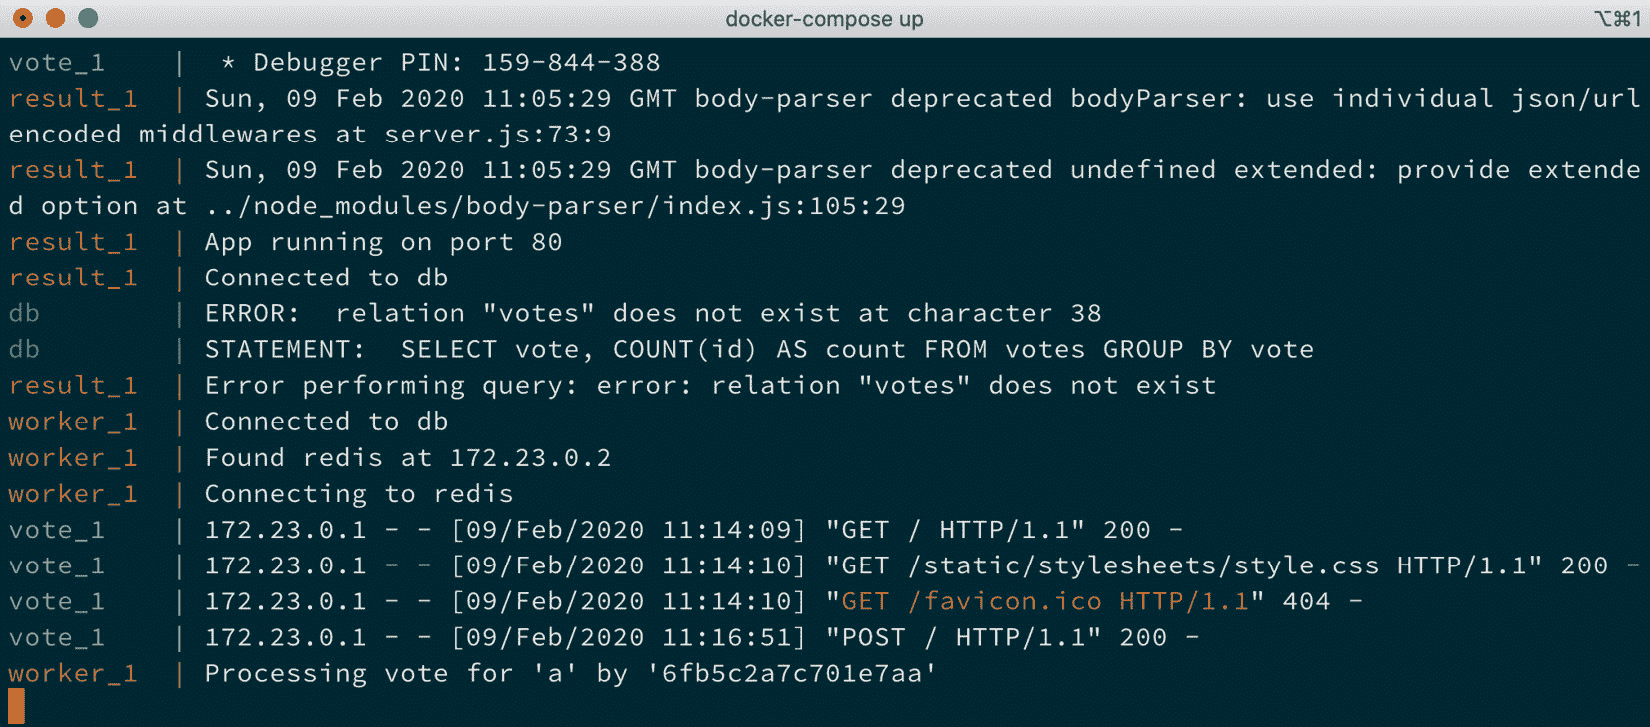 docker-compose up
⌥⌘1
vote_1     |  * Debugger PIN: 159-844-388
result_1  | Sun, 09 Feb 2020 11:05:29 GMT body-parser deprecated bodyParser: use individual json/url
encoded middlewares at server.js:73:9
result_1  | Sun, 09 Feb 2020 11:05:29 GMT body-parser deprecated undefined extended: provide extende
d option at ../node_modules/body-parser/index.js:105:29
result_1  | App running on port 80
result_1  | Connected to db
db        | ERROR:  relation "votes" does not exist at character 38
db        | STATEMENT:  SELECT vote, COUNT(id) AS count FROM votes GROUP BY vote
result_1  | Error performing query: error: relation "votes" does not exist
worker_1  | Connected to db
worker_1  | Found redis at 172.23.0.2
worker_1  | Connecting to redis
vote_1    | 172.23.0.1 - - [09/Feb/2020 11:14:09] "GET / HTTP/1.1" 200 -
vote_1    | 172.23.0.1 - - [09/Feb/2020 11:14:10] "GET /static/stylesheets/style.css HTTP/1.1" 200 -
vote_1    | 172.23.0.1 - - [09/Feb/2020 11:14:10] "GET /favicon.ico HTTP/1.1" 404 -
vote_1    | 172.23.0.1 - - [09/Feb/2020 11:16:51] "POST / HTTP/1.1" 200 -
worker_1  | Processing vote for 'a' by '6fb5c2a7c701e7aa'